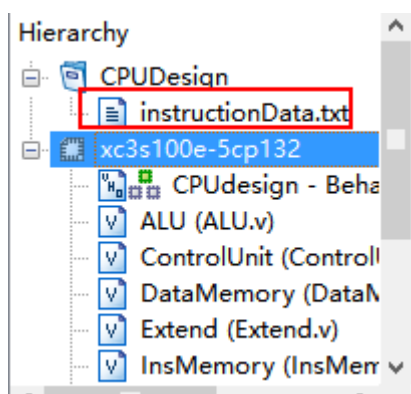 Hierarchy
CPUDesign
instructionData.txt
xc3s100e-5cp132
CPUdesign - Beha
ALU (ALU.v)
ControlUnit (Control
DataMemory (DataM
Extend (Extend.v)
InsMemory (InsMem